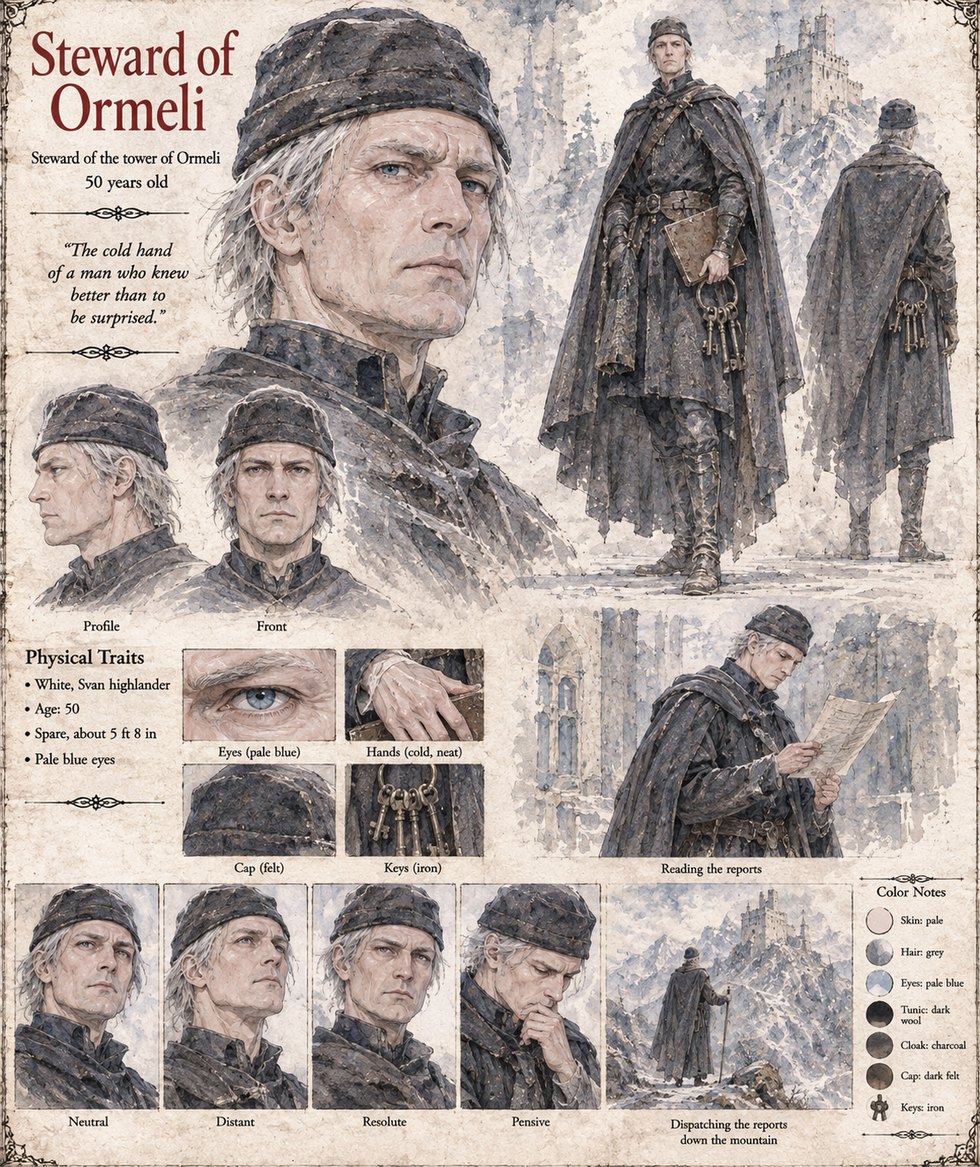 Steward of
Ormeli
Steward of the tower of Ormeli
50 years old
“The cold hand
of a man who knew
better than to
be surprised.”
Profile
Front
Physical Traits
• White, Svan highlander
• Age: 50
• Spare, about 5 ft 8 in
• Pale blue eyes
Eyes (pale blue)
Hands (cold, neat)
Cap (felt)
Keys (iron)
Reading the reports
Neutral
Distant
Resolute
Pensive
Dispatching the reports
down the mountain
Color Notes
Skin: pale
Hair: grey
Eyes: pale blue
Tunic: dark
wool
Cloak: charcoal
Cap: dark felt
Keys: iron